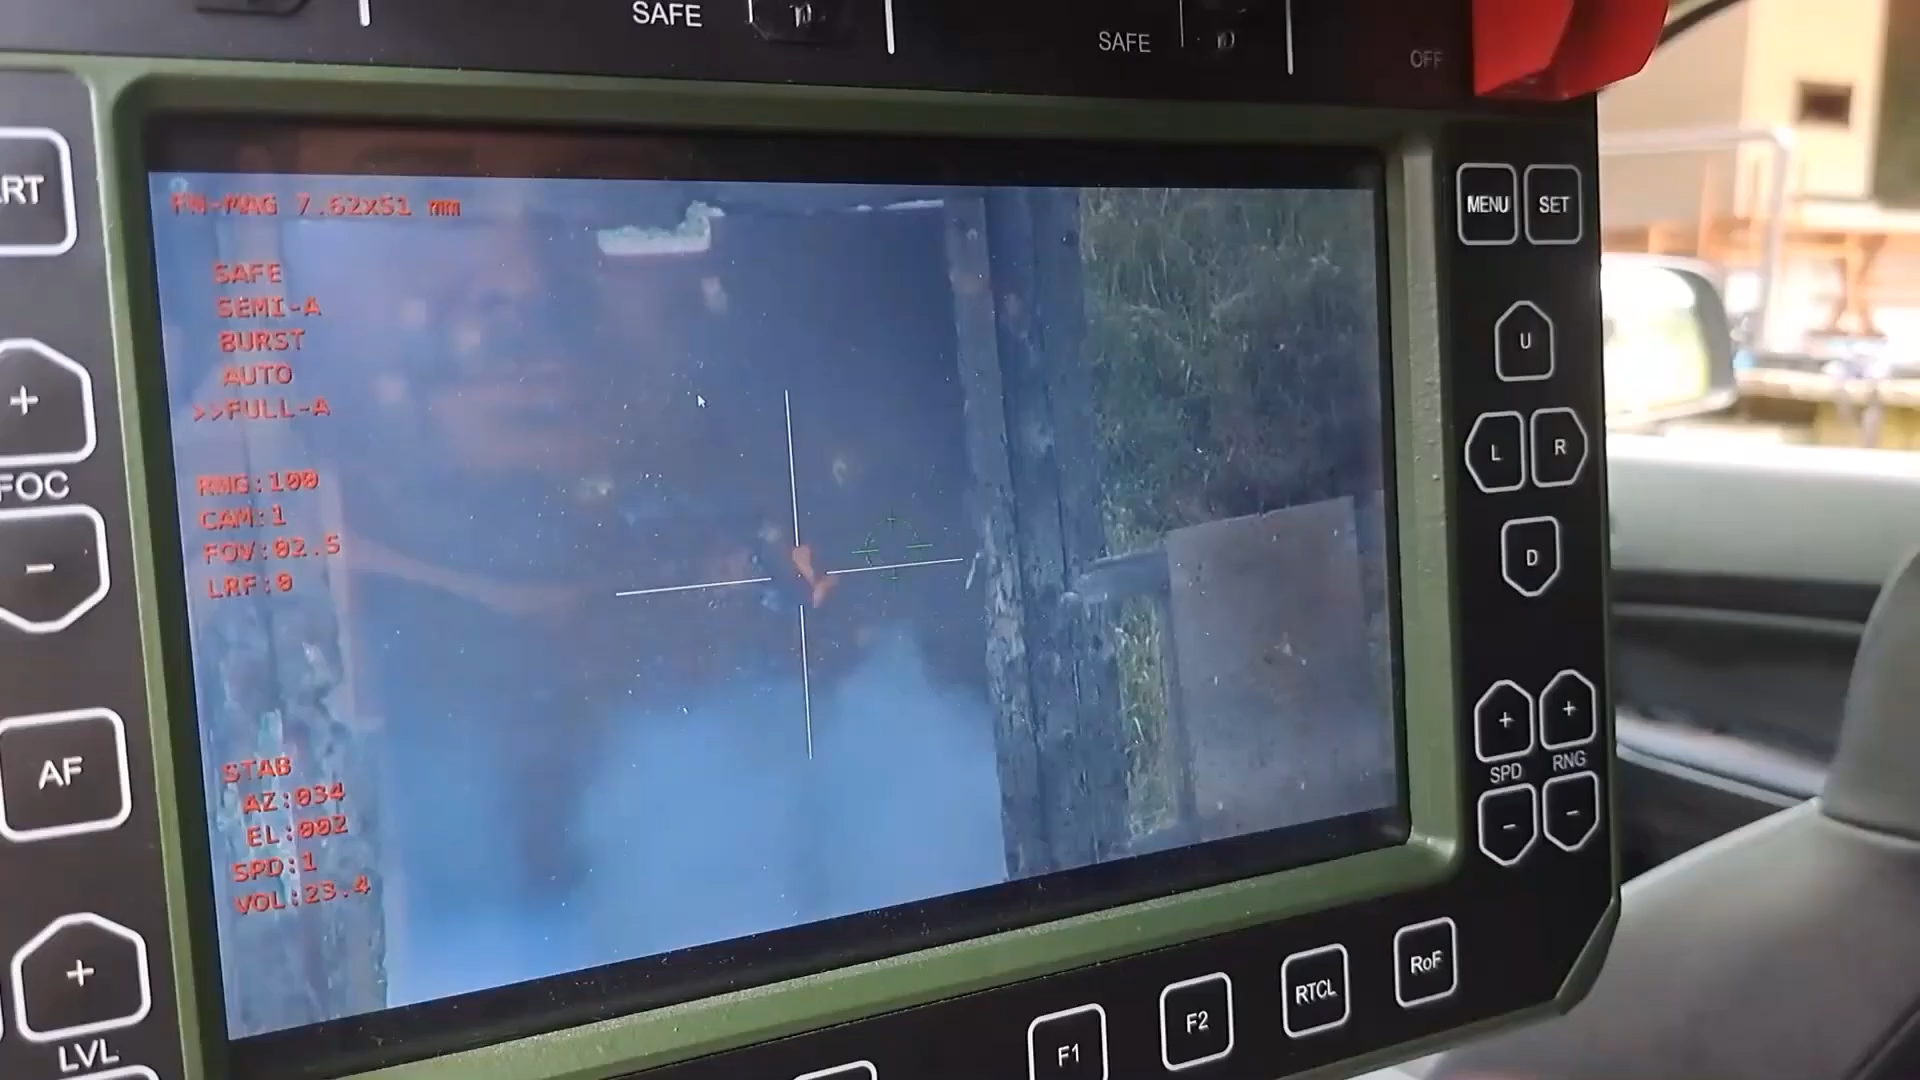 SAFE
SAFE
OFF
RT
FN-MAG 7.62x51 mm
MENU
SET
SAFE
SEMI-A
BURST
AUTO
>>FULL-A
U
+
FOC
-
L
R
RNG:100
CAM:1
FOV:02.5
LRF:0
D
AF
STAB
AZ:034
EL:002
SPD:1
VOL:23.4
+
+
SPD
RNG
-
-
+
LVL
F1
F2
RTCL
RoF